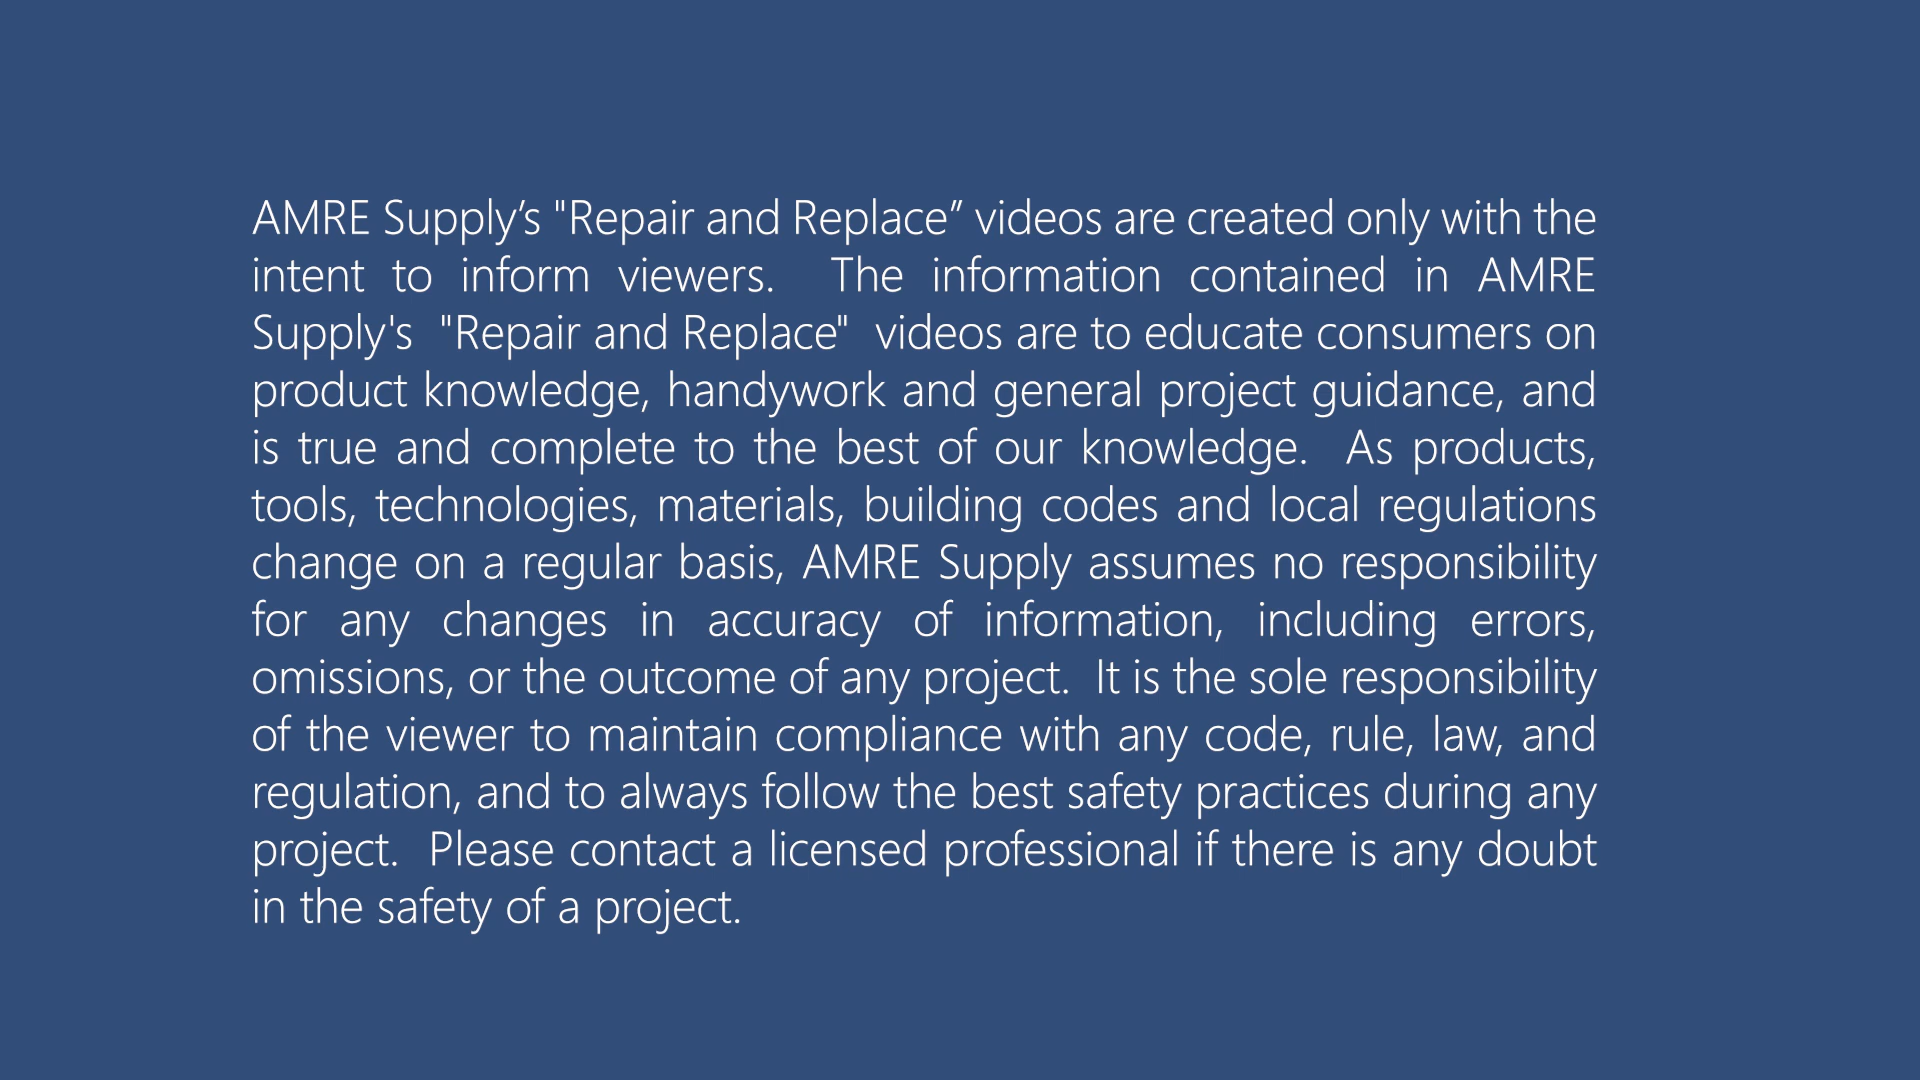 AMRE Supply’s "Repair and Replace” videos are created only with the
intent to inform viewers.  The information contained in AMRE
Supply's  "Repair and Replace"  videos are to educate consumers on
product knowledge, handywork and general project guidance, and
is true and complete to the best of our knowledge.  As products,
tools, technologies, materials, building codes and local regulations
change on a regular basis, AMRE Supply assumes no responsibility
for any changes in accuracy of information, including errors,
omissions, or the outcome of any project.  It is the sole responsibility
of the viewer to maintain compliance with any code, rule, law, and
regulation, and to always follow the best safety practices during any
project.  Please contact a licensed professional if there is any doubt
in the safety of a project.